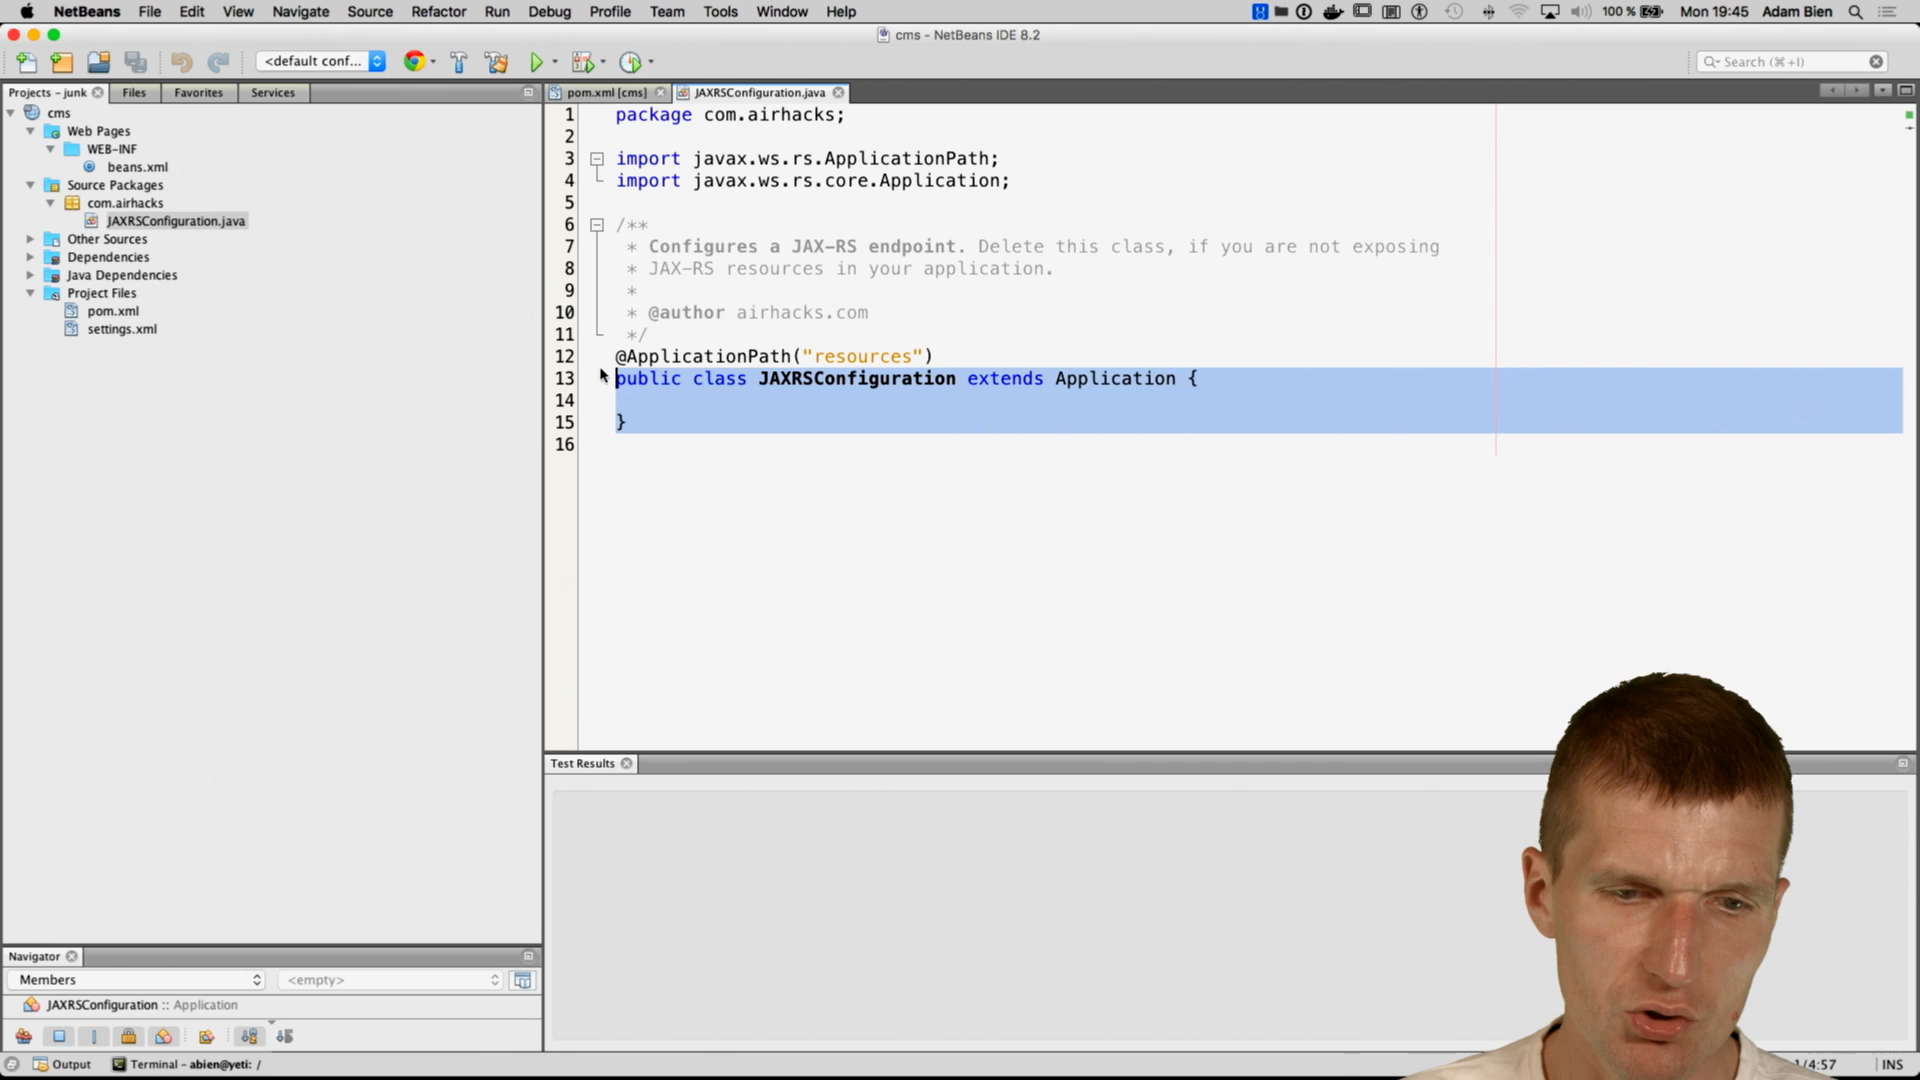 NetBeans File Edit View Navigate Source Refactor Run Debug Profile Team Tools Window Help 100 % Mon 19:45 Adam Bien
cms - NetBeans IDE 8.2
<default conf... Search (⌘+I)
Projects - junk Files Favorites Services pom.xml [cms] JAXRSConfiguration.java
cms
Web Pages
WEB-INF
beans.xml
Source Packages
com.airhacks
JAXRSConfiguration.java
Other Sources
Dependencies
Java Dependencies
Project Files
pom.xml
settings.xml
1 package com.airhacks;
2
3 import javax.ws.rs.ApplicationPath;
4 import javax.ws.rs.core.Application;
5
6 /**
7 * Configures a JAX-RS endpoint. Delete this class, if you are not exposing
8 * JAX-RS resources in your application.
9 *
10 * @author airhacks.com
11 */
12 @ApplicationPath("resources")
13 public class JAXRSConfiguration extends Application {
14
15 }
16
Test Results
Navigator
Members <empty>
JAXRSConfiguration :: Application
Output Terminal - abien@yeti: / 1/4:57 INS